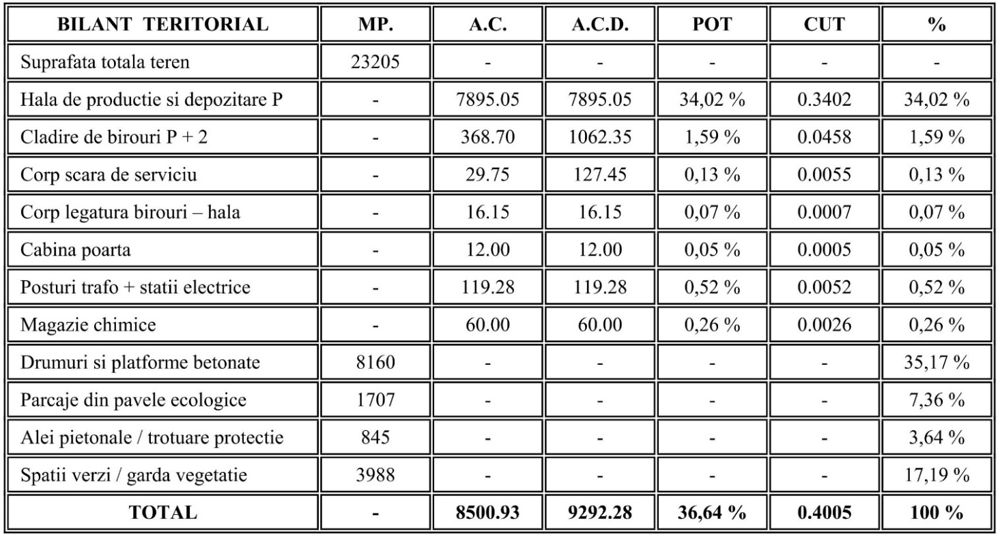 BILANT TERITORIAL MP. A.C. A.C.D. POT CUT %
Suprafata totala teren 23205 - - - - -
Hala de productie si depozitare P - 7895.05 7895.05 34,02 % 0.3402 34,02 %
Cladire de birouri P + 2 - 368.70 1062.35 1,59 % 0.0458 1,59 %
Corp scara de serviciu - 29.75 127.45 0,13 % 0.0055 0,13 %
Corp legatura birouri – hala - 16.15 16.15 0,07 % 0.0007 0,07 %
Cabina poarta - 12.00 12.00 0,05 % 0.0005 0,05 %
Posturi trafo + statii electrice - 119.28 119.28 0,52 % 0.0052 0,52 %
Magazie chimice - 60.00 60.00 0,26 % 0.0026 0,26 %
Drumuri si platforme betonate 8160 - - - - 35,17 %
Parcaje din pavele ecologice 1707 - - - - 7,36 %
Alei pietonale / trotuare protectie 845 - - - - 3,64 %
Spatii verzi / garda vegetatie 3988 - - - - 17,19 %
TOTAL - 8500.93 9292.28 36,64 % 0.4005 100 %